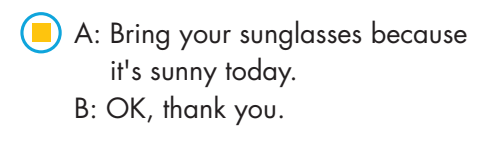 A: Bring your sunglasses because
it's sunny today.
B: OK, thank you.